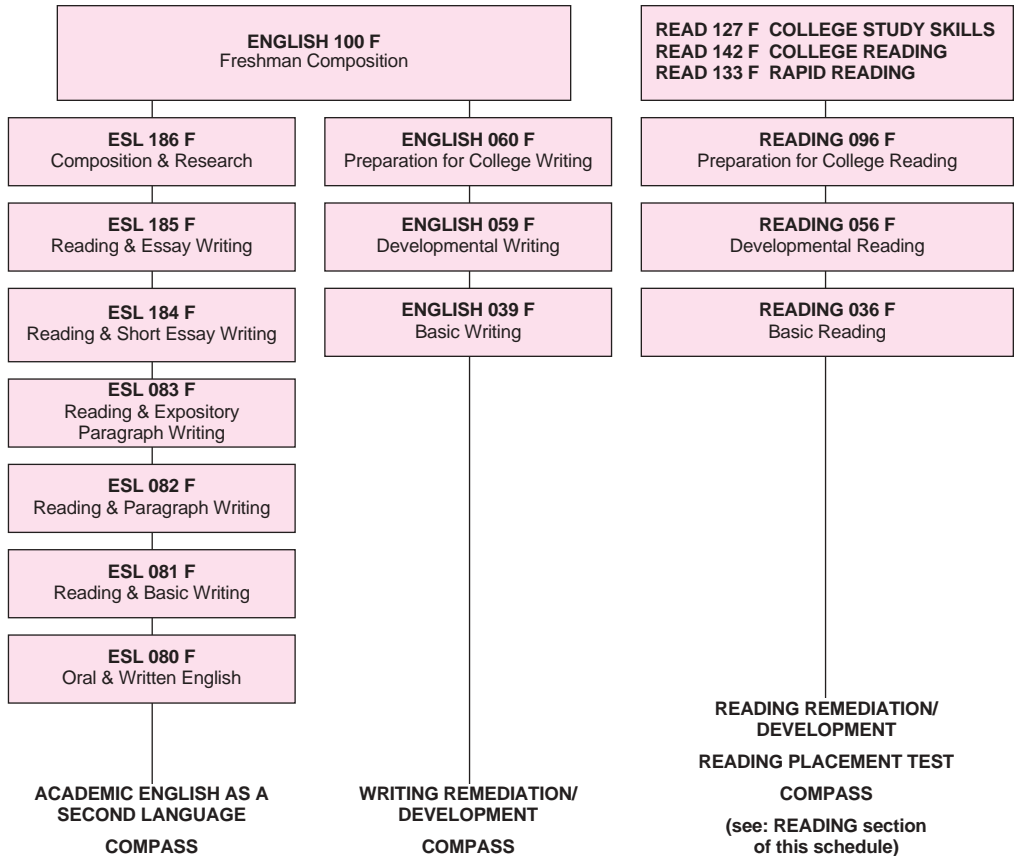 ENGLISH 100 F
Freshman Composition
READ 127 F COLLEGE STUDY SKILLS
READ 142 F COLLEGE READING
READ 133 F RAPID READING
ESL 186 F
Composition & Research
ENGLISH 060 F
Preparation for College Writing
READING 096 F
Preparation for College Reading
ESL 185 F
Reading & Essay Writing
ENGLISH 059 F
Developmental Writing
READING 056 F
Developmental Reading
ESL 184 F
Reading & Short Essay Writing
ENGLISH 039 F
Basic Writing
READING 036 F
Basic Reading
ESL 083 F
Reading & Expository
Paragraph Writing
ESL 082 F
Reading & Paragraph Writing
ESL 081 F
Reading & Basic Writing
ESL 080 F
Oral & Written English
ACADEMIC ENGLISH AS A
SECOND LANGUAGE
COMPASS
WRITING REMEDIATION/
DEVELOPMENT
COMPASS
READING REMEDIATION/
DEVELOPMENT
READING PLACEMENT TEST
COMPASS
(see: READING section
of this schedule)